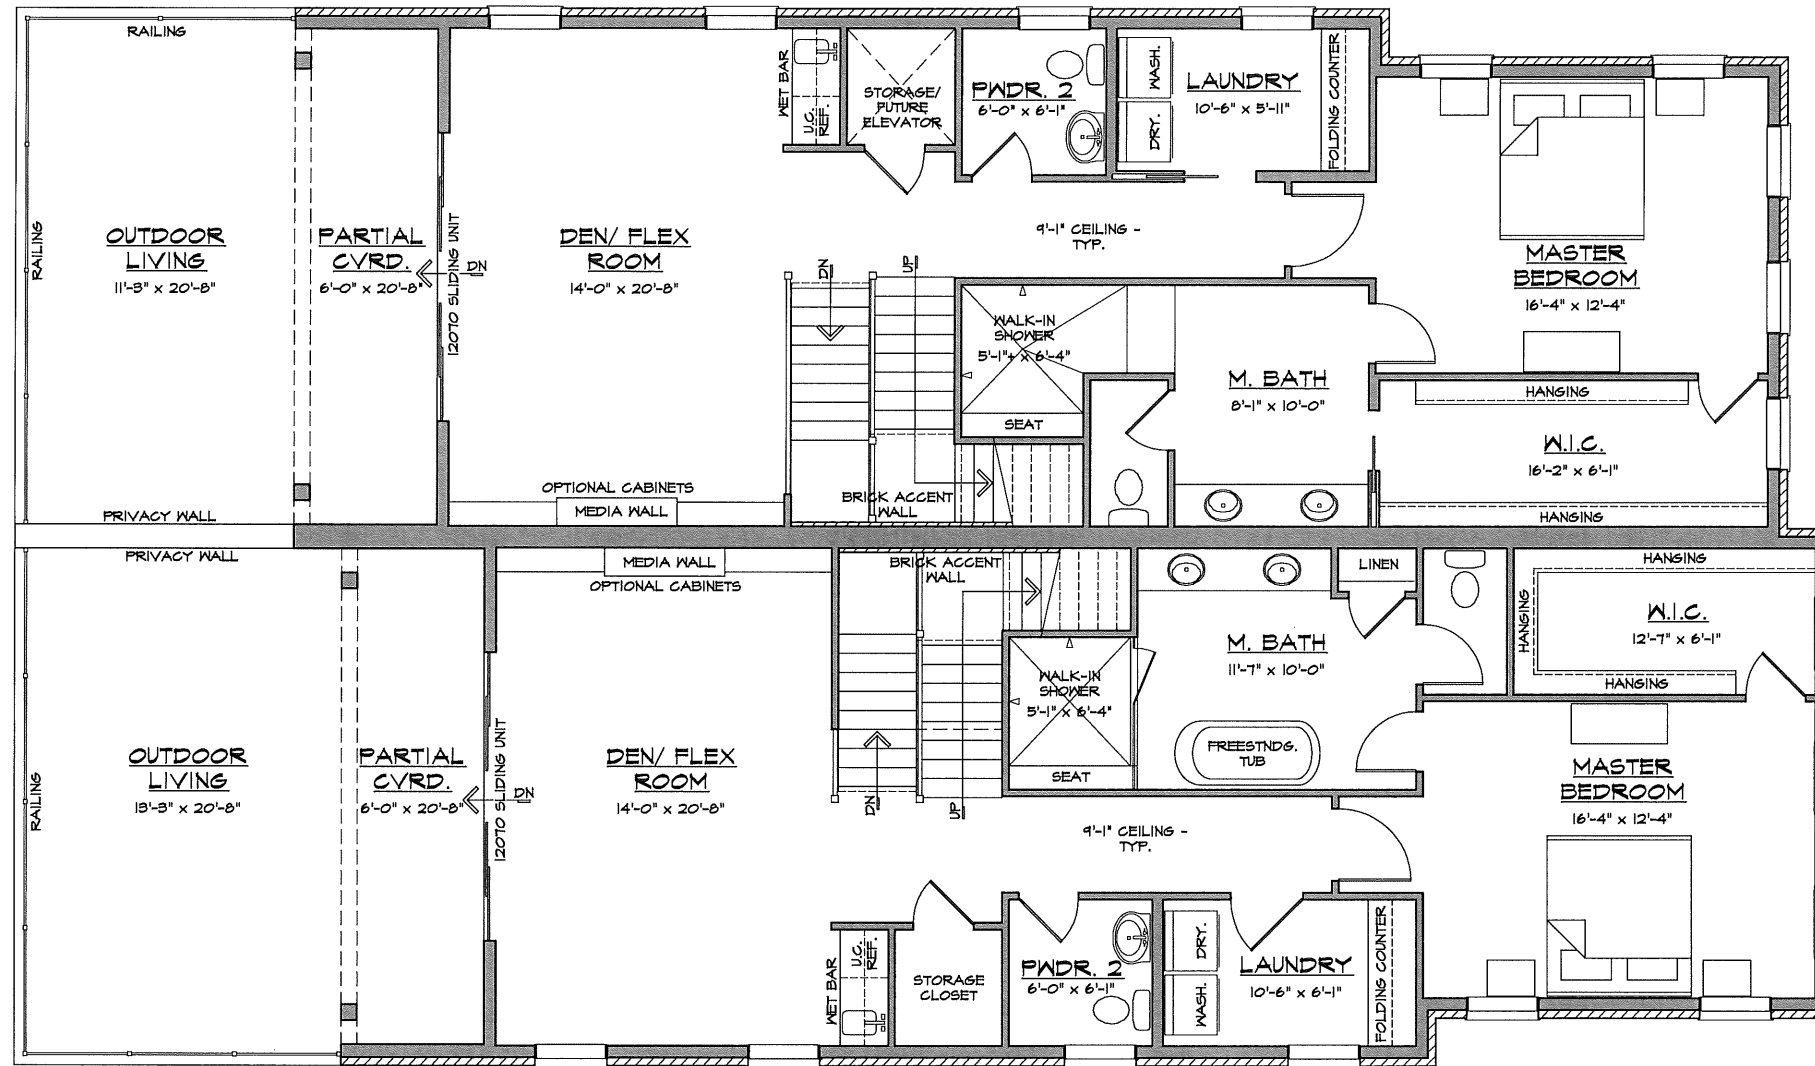 RAILING
RAILING
OUTDOOR
LIVING
11'-3" x 20'-8"
PRIVACY WALL
PARTIAL
CVRD.
6'-0" x 20'-8"
DN
12070 SLIDING UNIT
DEN/ FLEX
ROOM
14'-0" x 20'-8"
OPTIONAL CABINETS
MEDIA WALL
WET BAR
U.C.
REF.
STORAGE/
FUTURE
ELEVATOR
PWDR. 2
6'-0" x 6'-1"
WASH.
DRY.
LAUNDRY
10'-6" x 5'-11"
FOLDING COUNTER
9'-1" CEILING -
TYP.
DN
UP
WALK-IN
SHOWER
5'-1"+ x 6'-4"
SEAT
BRICK ACCENT
WALL
M. BATH
8'-1" x 10'-0"
MASTER
BEDROOM
16'-4" x 12'-4"
HANGING
W.I.C.
16'-2" x 6'-1"
HANGING
PRIVACY WALL
RAILING
OUTDOOR
LIVING
13'-3" x 20'-8"
PARTIAL
CVRD.
6'-0" x 20'-8"
DN
12070 SLIDING UNIT
MEDIA WALL
OPTIONAL CABINETS
DEN/ FLEX
ROOM
14'-0" x 20'-8"
BRICK ACCENT
WALL
WALK-IN
SHOWER
5'-1" x 6'-4"
SEAT
DN
UP
M. BATH
11'-7" x 10'-0"
LINEN
FREESTNDG.
TUB
HANGING
HANGING
W.I.C.
12'-7" x 6'-1"
HANGING
MASTER
BEDROOM
16'-4" x 12'-4"
9'-1" CEILING -
TYP.
WET BAR
U.C.
REF.
STORAGE
CLOSET
PWDR. 2
6'-0" x 6'-1"
DRY.
WASH.
LAUNDRY
10'-6" x 6'-1"
FOLDING COUNTER